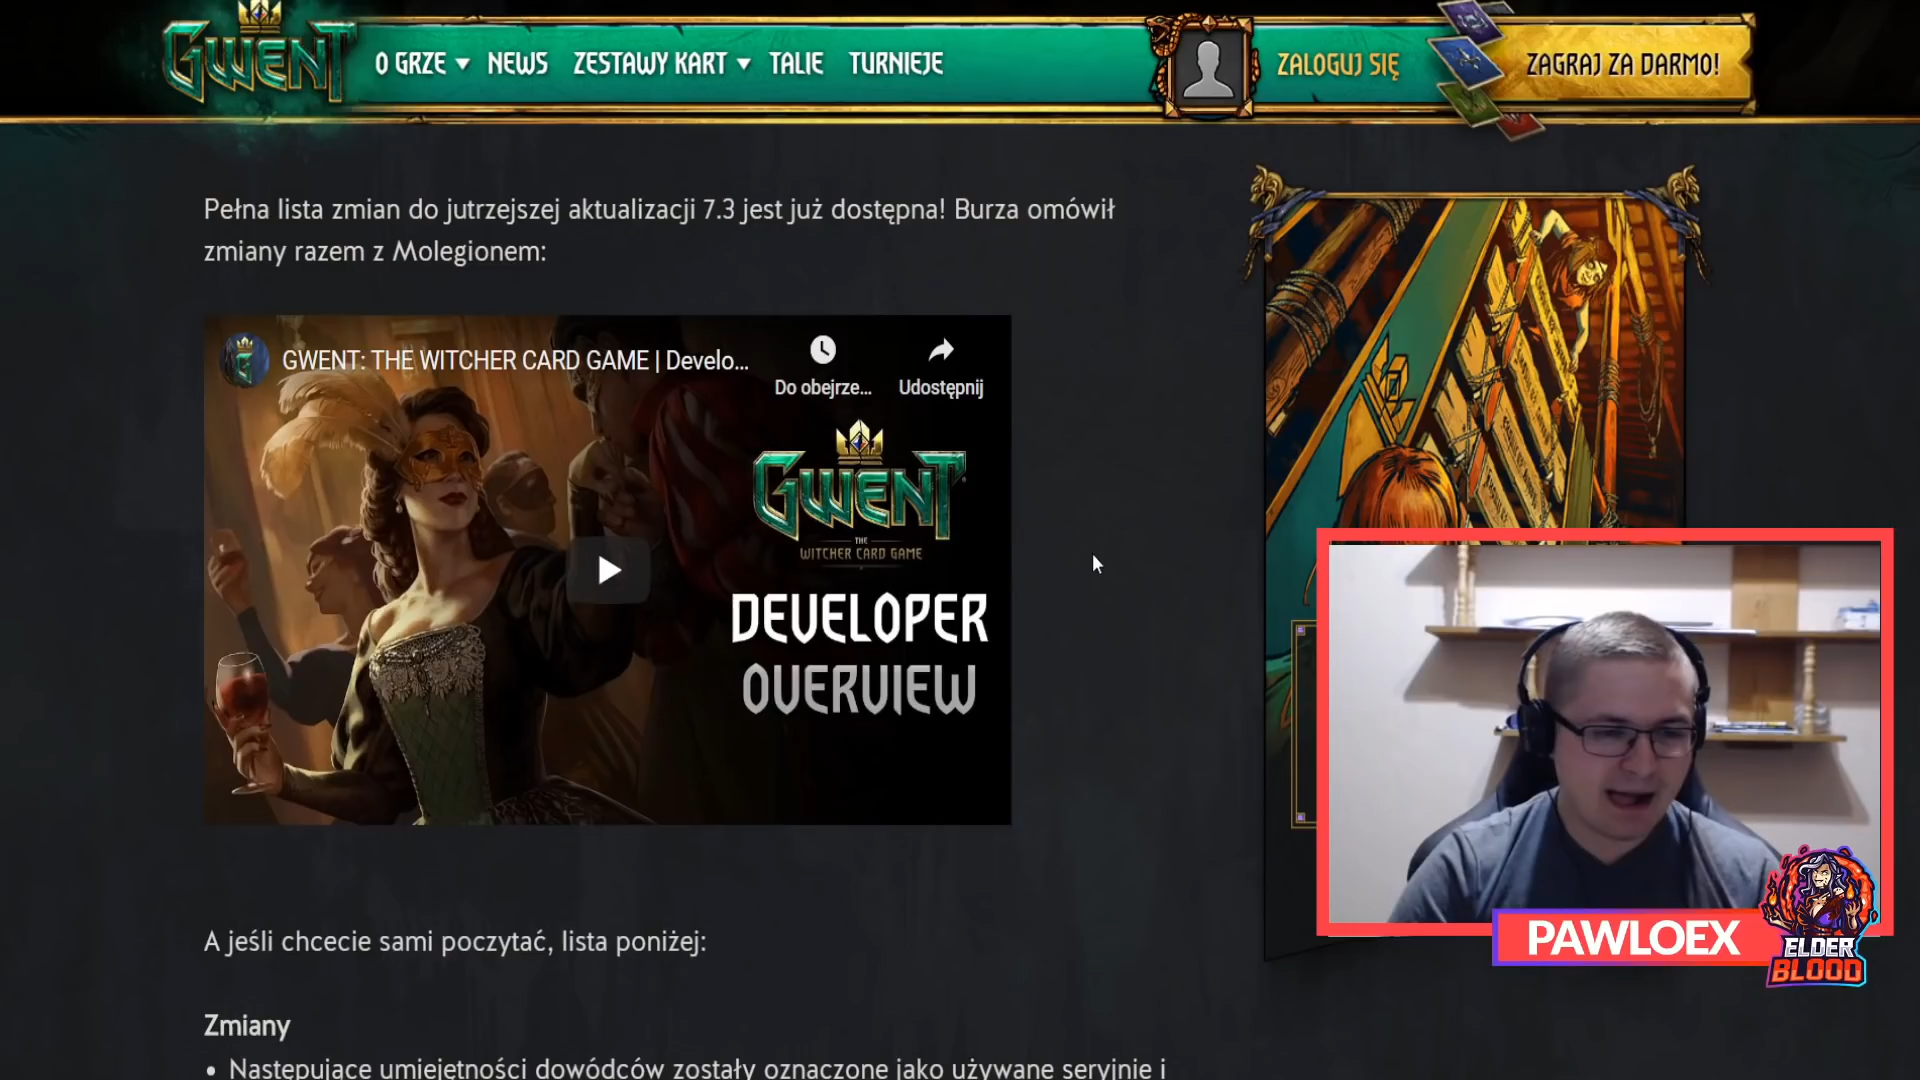 GWENT
O GRZE
NEWS
ZESTAWY KART
TALIE
TURNIEJE
ZALOGUJ SIĘ
ZAGRAJ ZA DARMO!
Pełna lista zmian do jutrzejszej aktualizacji 7.3 jest już dostępna! Burza omówił
zmiany razem z Molegionem:
GWENT: THE WITCHER CARD GAME | Develo...
Do obejrze...
Udostępnij
GWENT
THE
WITCHER CARD GAME
DEVELOPER
OVERVIEW
A jeśli chcecie sami poczytać, lista poniżej:
Zmiany
• Następujące umiejętności dowódców zostały oznaczone jako używane seryjnie i
PAWLOEX
ELDER
BLOOD